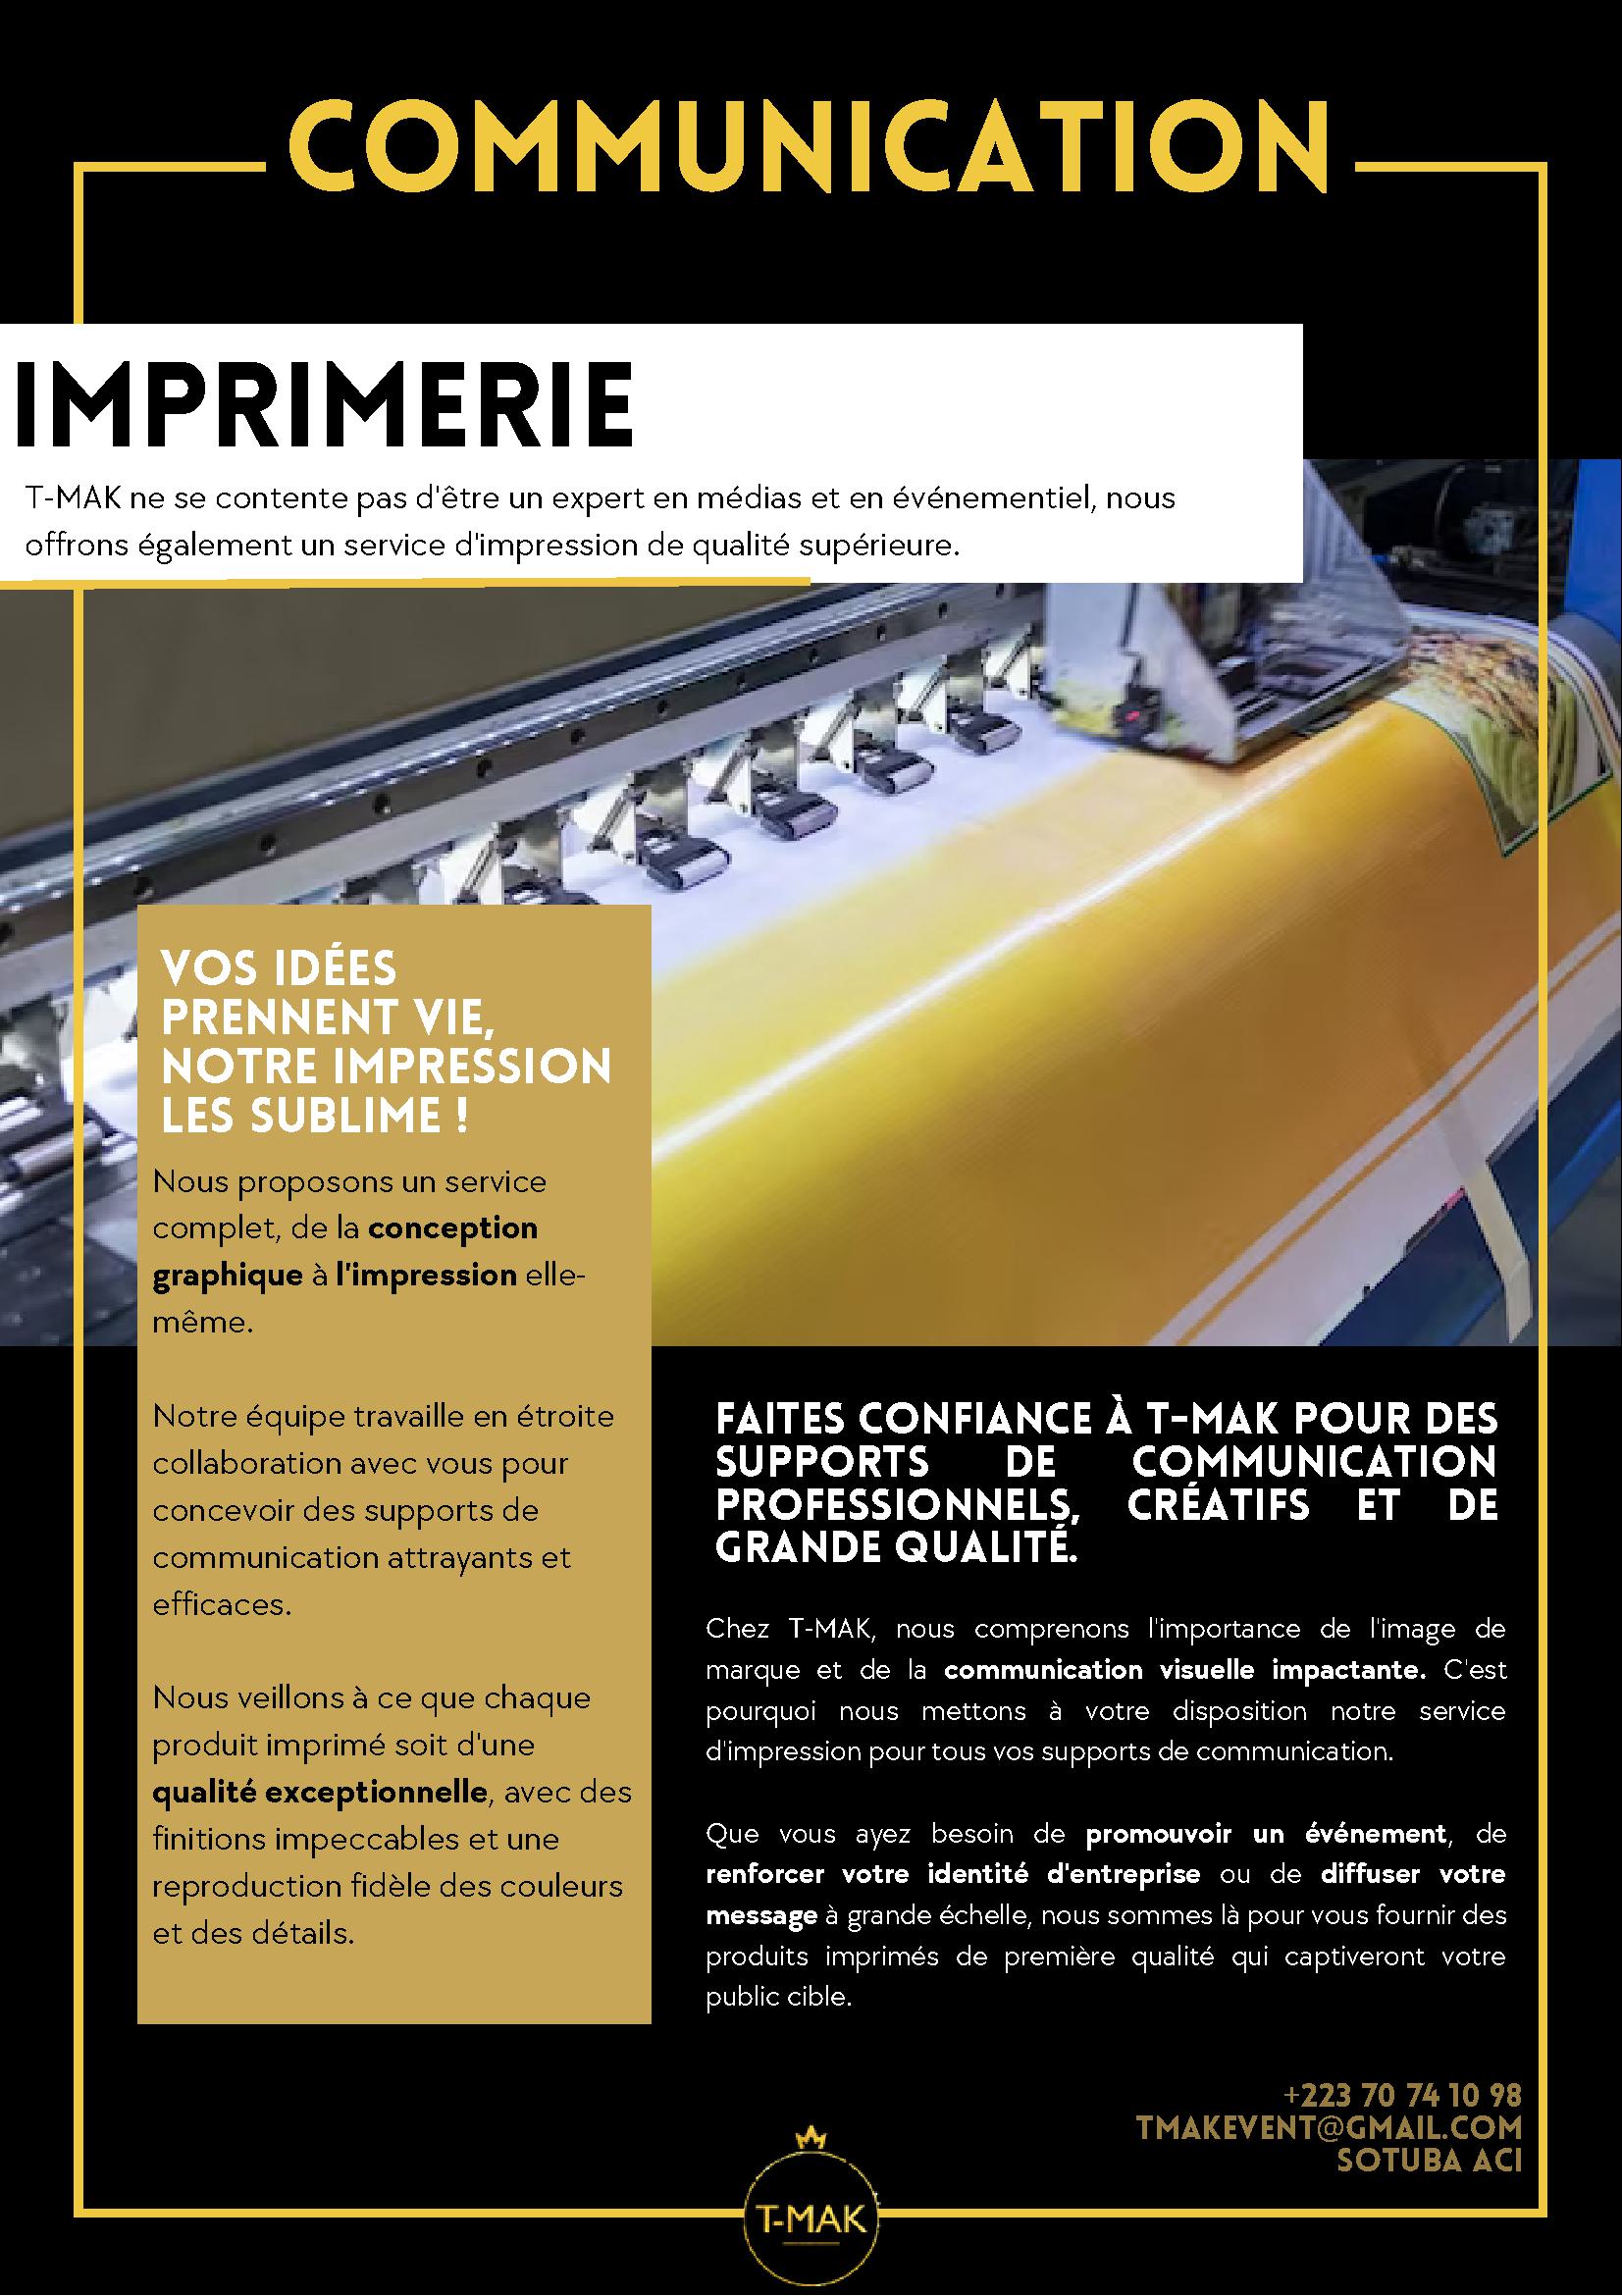 COMMUNICATION
IMPRIMERIE
T-MAK ne se contente pas d'être un expert en médias et en événementiel, nous
offrons également un service d'impression de qualité supérieure.
VOS IDÉES
PRENNENT VIE,
NOTRE IMPRESSION
LES SUBLIME !
Nous proposons un service
complet, de la conception
graphique à l'impression elle-
même.
Notre équipe travaille en étroite
collaboration avec vous pour
concevoir des supports de
communication attrayants et
efficaces.
Nous veillons à ce que chaque
produit imprimé soit d'une
qualité exceptionnelle, avec des
finitions impeccables et une
reproduction fidèle des couleurs
et des détails.
FAITES CONFIANCE À T-MAK POUR DES
SUPPORTS DE COMMUNICATION
PROFESSIONNELS, CRÉATIFS ET DE
GRANDE QUALITÉ.
Chez T-MAK, nous comprenons l'importance de l'image de
marque et de la communication visuelle impactante. C'est
pourquoi nous mettons à votre disposition notre service
d'impression pour tous vos supports de communication.
Que vous ayez besoin de promouvoir un événement, de
renforcer votre identité d'entreprise ou de diffuser votre
message à grande échelle, nous sommes là pour vous fournir des
produits imprimés de première qualité qui captiveront votre
public cible.
+223 70 74 10 98
TMAKEVENT@GMAIL.COM
SOTUBA ACI
T-MAK